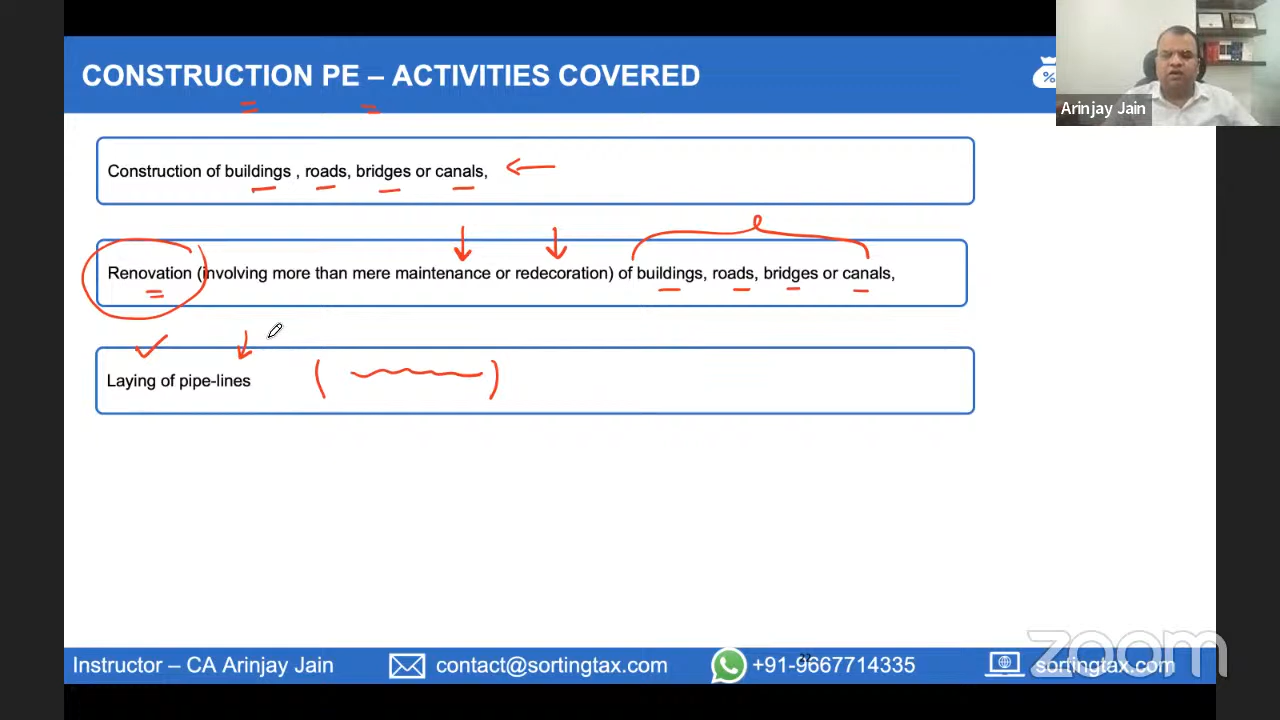 CONSTRUCTION PE – ACTIVITIES COVERED
%
Arinjay Jain
Construction of buildings , roads, bridges or canals,
Renovation (involving more than mere maintenance or redecoration) of buildings, roads, bridges or canals,
Laying of pipe-lines
Instructor – CA Arinjay Jain
contact@sortingtax.com
+91-9667714335
sortingtax.com
zoom